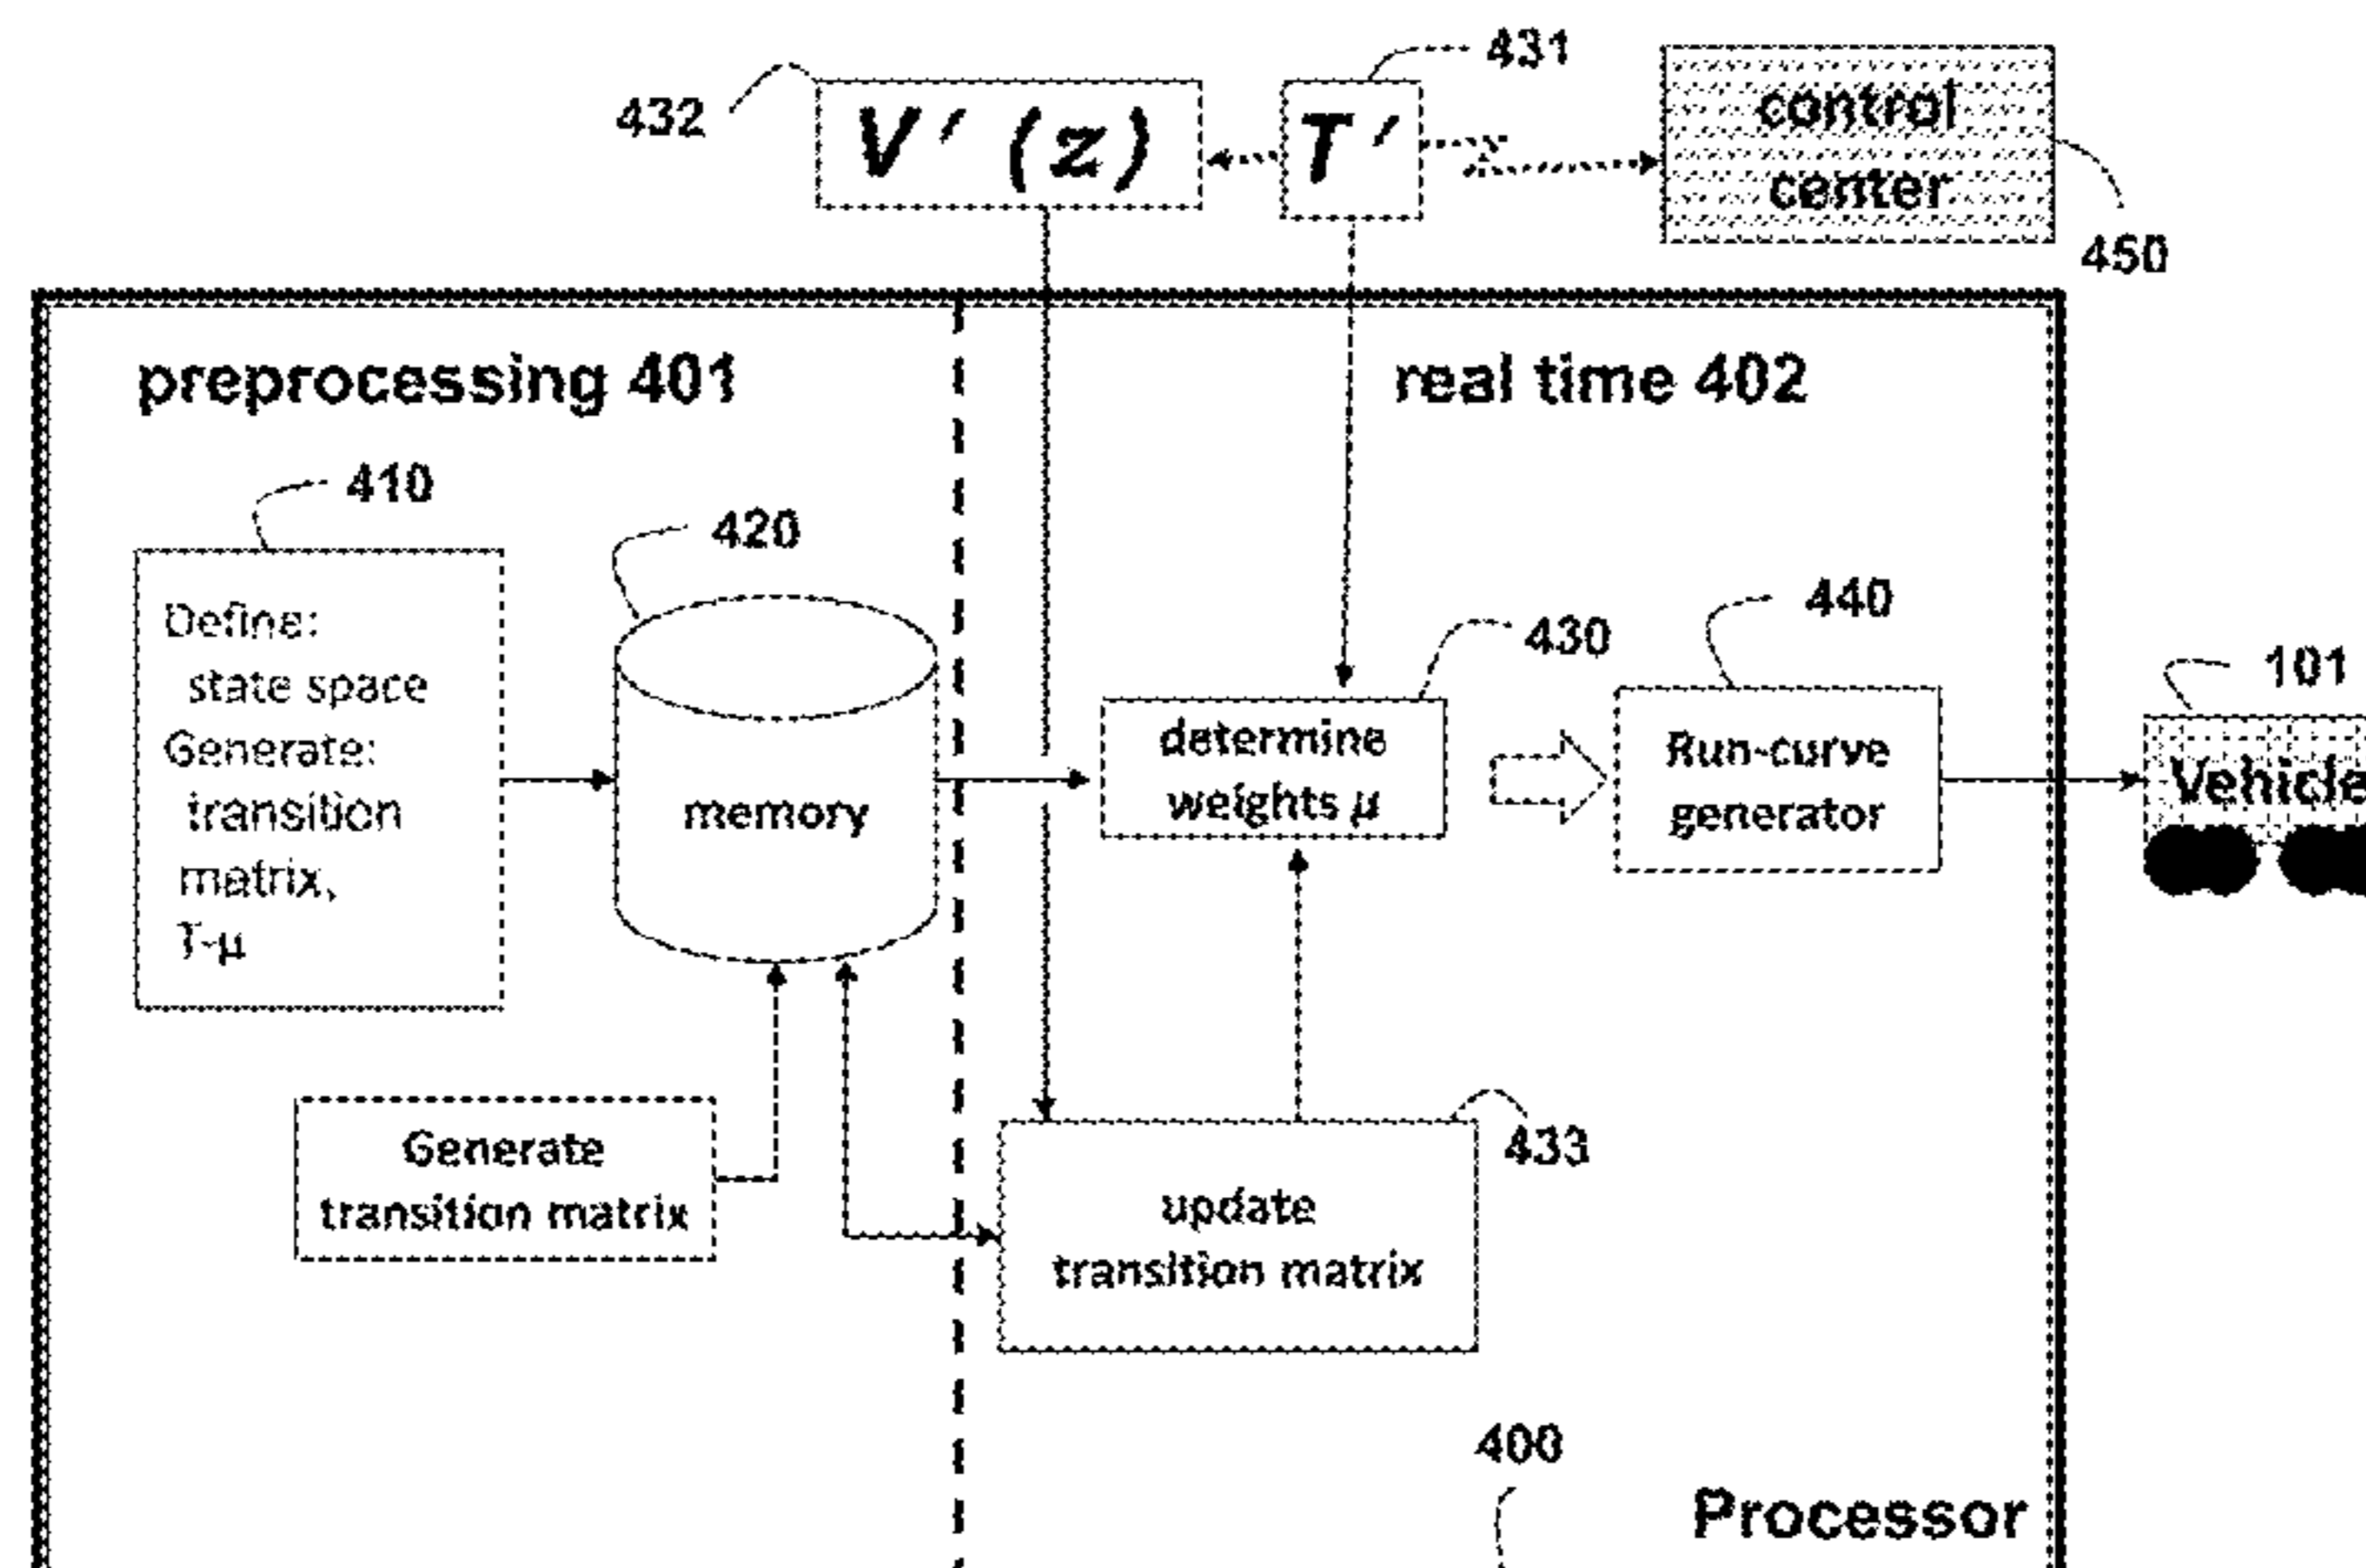 431
432
V'(z)
T'
control
center
450
preprocessing 401
real time 402
410
420
Define:
state space
Generate:
transition
matrix,
T-μ
memory
430
determine
weights μ
440
Run-curve
generator
101
Vehicle
Generate
transition matrix
433
update
transition matrix
400
Processor